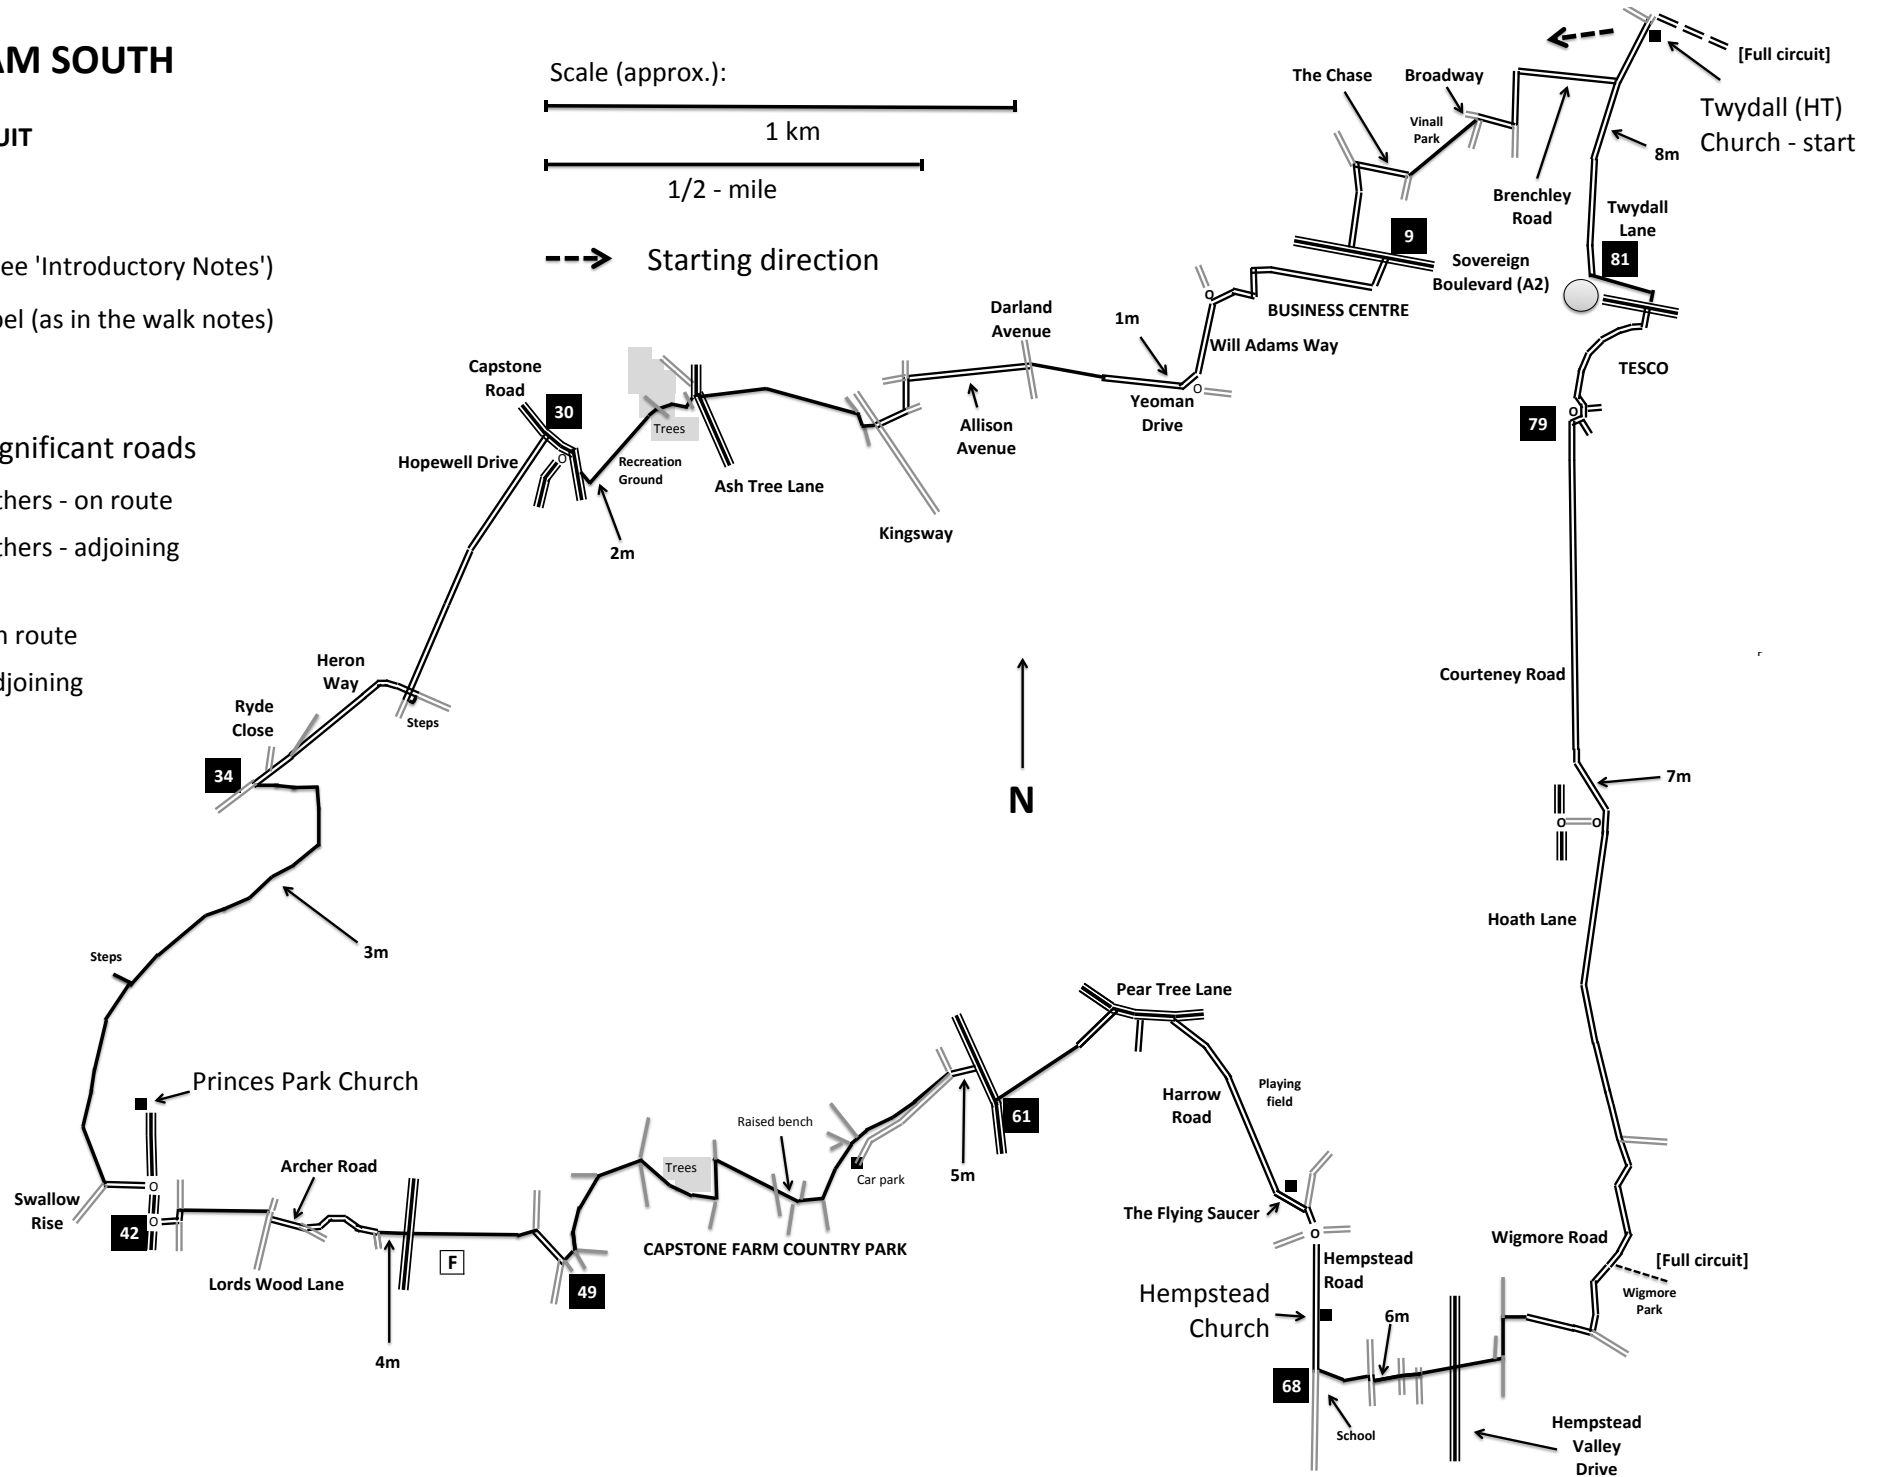 AM SOUTH
UIT
ee 'Introductory Notes')
bel (as in the walk notes)
gnificant roads
thers - on route
thers - adjoining
n route
djoining
Scale (approx.):
1 km
1/2 - mile
Starting direction
[Full circuit]
Twydall (HT)
Church - start
The Chase
Broadway
Vinall
Park
8m
Brenchley
Road
Twydall
Lane
9
81
Sovereign
Boulevard (A2)
BUSINESS CENTRE
TESCO
Darland
Avenue
1m
Will Adams Way
Yeoman
Drive
Allison
Avenue
79
Capstone
Road
30
Trees
Hopewell Drive
Recreation
Ground
Ash Tree Lane
Kingsway
2m
Heron
Way
Ryde
Close
Steps
34
N
Courteney Road
7m
Hoath Lane
3m
Steps
Pear Tree Lane
Princes Park Church
Harrow
Road
Playing
field
61
Raised bench
5m
Car park
Trees
Archer Road
Swallow
Rise
42
Lords Wood Lane
F
49
CAPSTONE FARM COUNTRY PARK
4m
The Flying Saucer
Hempstead
Road
Hempstead
Church
Wigmore Road
[Full circuit]
Wigmore
Park
6m
68
School
Hempstead
Valley
Drive